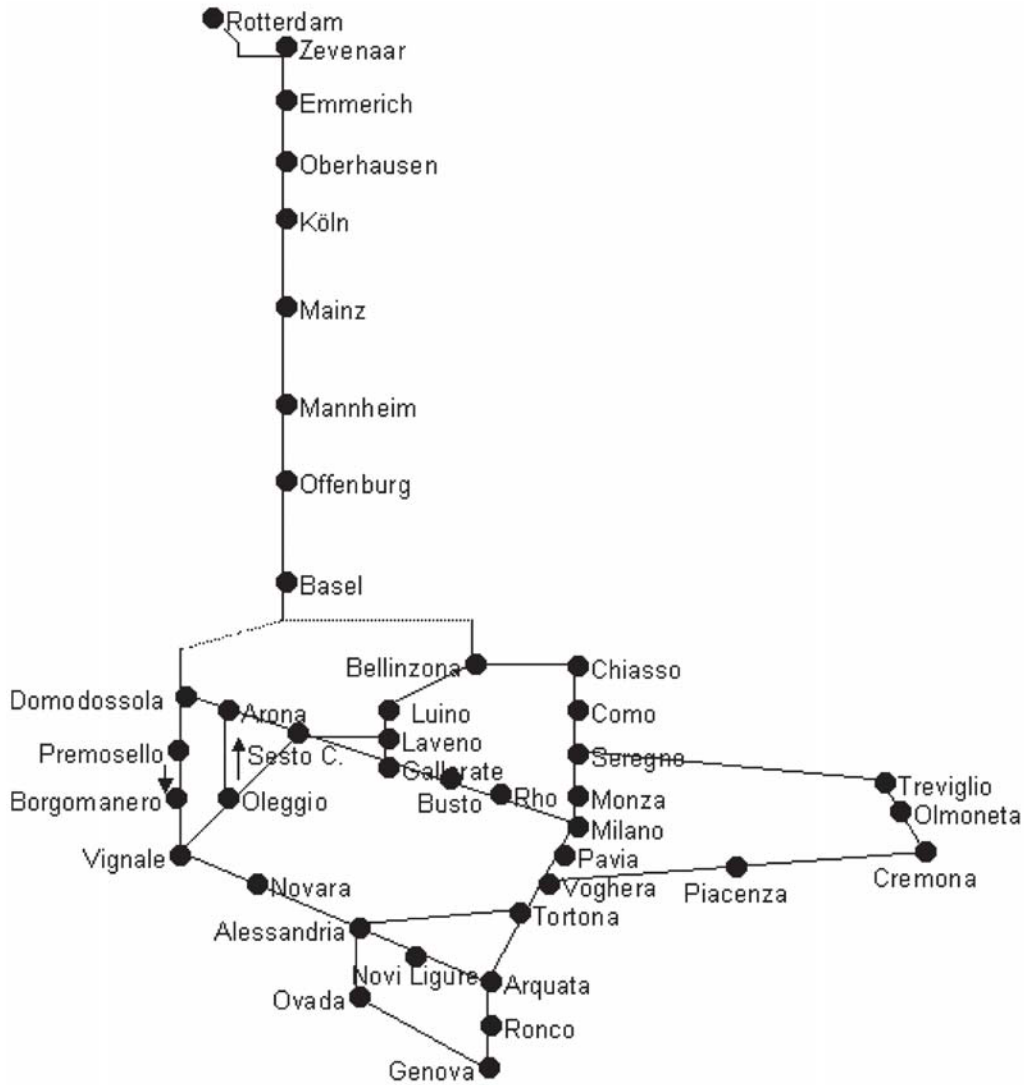 Rotterdam
Zevenaar
Emmerich
Oberhausen
Köln
Mainz
Mannheim
Offenburg
Basel
Bellinzona
Chiasso
Domodossola
Arona
Luino
Como
Premosello
Sesto C.
Laveno
Seregno
Gallarate
Treviglio
Borgomanero
Oleggio
Busto
Rho
Monza
Olmoneta
Milano
Vignale
Pavia
Cremona
Novara
Voghera
Piacenza
Alessandria
Tortona
Novi Ligure
Arquata
Ovada
Ronco
Genova